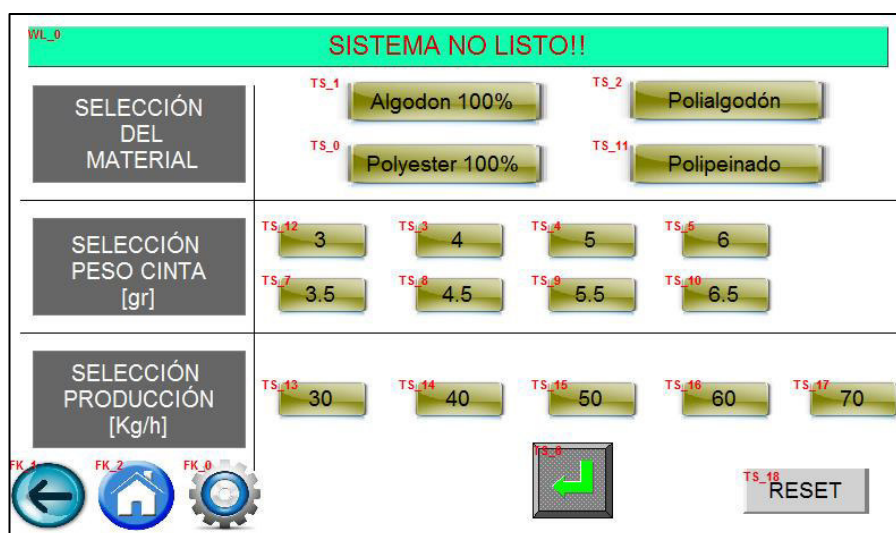 WL_0
SISTEMA NO LISTO!!
SELECCIÓN
DEL
MATERIAL
TS_1
Algodon 100%
TS_2
Polialgodón
TS_0
Polyester 100%
TS_11
Polipeinado
SELECCIÓN
PESO CINTA
[gr]
TS_12
3
TS_3
4
TS_4
5
TS_5
6
TS_7
3.5
TS_8
4.5
TS_9
5.5
TS_10
6.5
SELECCIÓN
PRODUCCIÓN
[Kg/h]
TS_13
30
TS_14
40
TS_15
50
TS_16
60
TS_17
70
FK_1
FK_2
FK_0
TS_6
TS_18
RESET